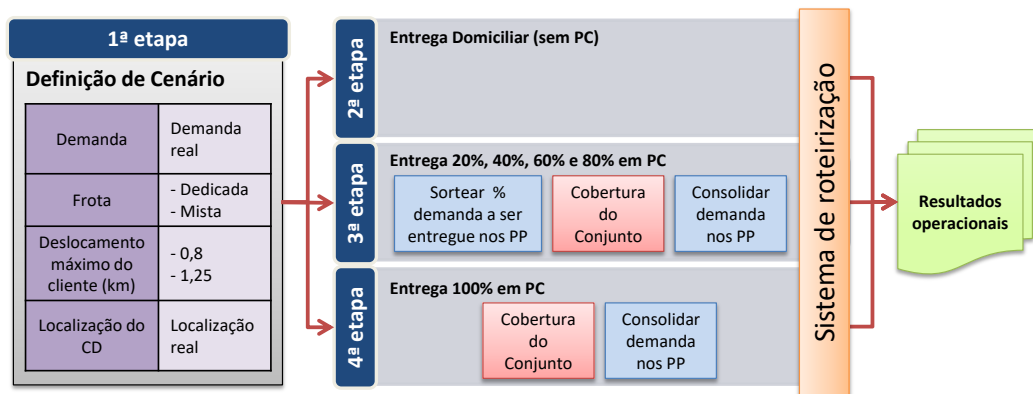 1ª etapa
Definição de Cenário
Demanda
Demanda
real
Frota
- Dedicada
- Mista
Deslocamento
máximo do
cliente (km)
- 0,8
- 1,25
Localização do
CD
Localização
real
2ª etapa
Entrega Domiciliar (sem PC)
3ª etapa
Entrega 20%, 40%, 60% e 80% em PC
Sortear %
demanda a ser
entregue nos PP
Cobertura
do
Conjunto
Consolidar
demanda
nos PP
4ª etapa
Entrega 100% em PC
Cobertura
do
Conjunto
Consolidar
demanda
nos PP
Sistema de roteirização
Resultados
operacionais